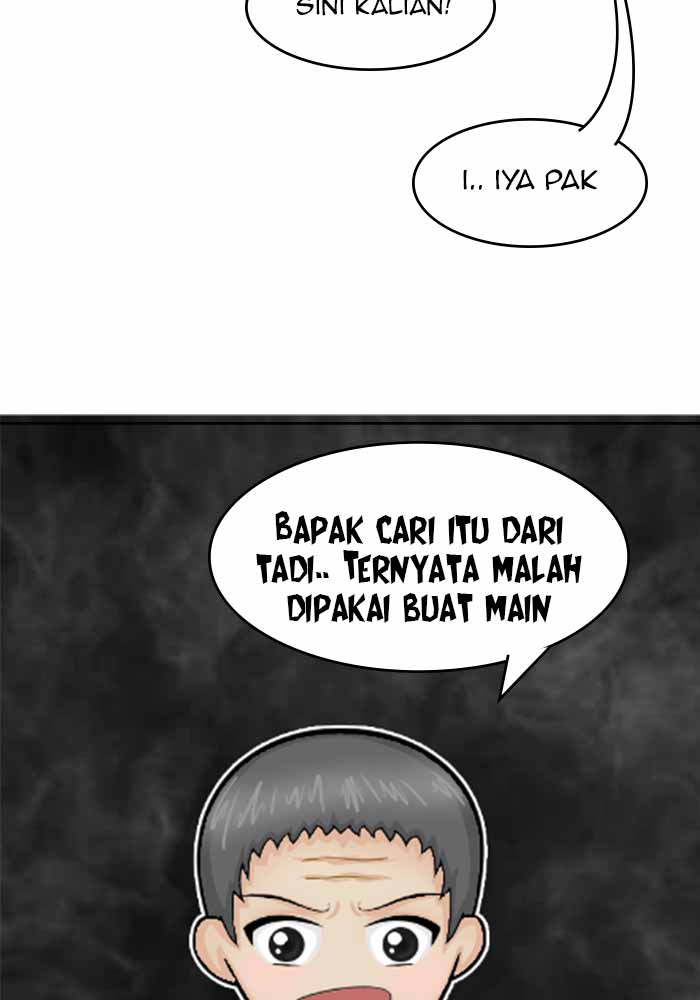 SINI KALIAN!
I.. IYA PAK
BAPAK CARI ITU DARI
TADI.. TERNYATA MALAH
DIPAKAI BUAT MAIN